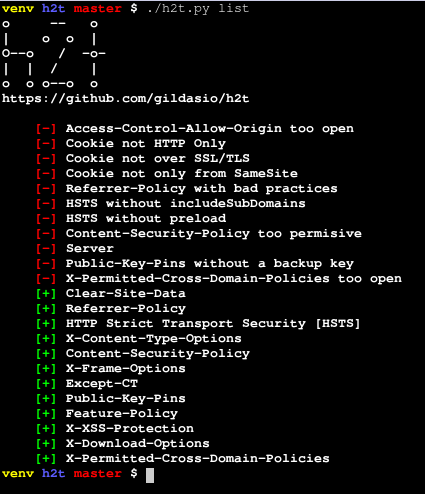 venv h2t master $ ./h2t.py list
o     --   o
|    o  o  |
O--o   /  -o-
|  |  /    |
o  o o--o  o
https://github.com/gildasio/h2t
[-] Access-Control-Allow-Origin too open
[-] Cookie not HTTP Only
[-] Cookie not over SSL/TLS
[-] Cookie not only from SameSite
[-] Referrer-Policy with bad practices
[-] HSTS without includeSubDomains
[-] HSTS without preload
[-] Content-Security-Policy too permisive
[-] Server
[-] Public-Key-Pins without a backup key
[-] X-Permitted-Cross-Domain-Policies too open
[+] Clear-Site-Data
[+] Referrer-Policy
[+] HTTP Strict Transport Security [HSTS]
[+] X-Content-Type-Options
[+] Content-Security-Policy
[+] X-Frame-Options
[+] Except-CT
[+] Public-Key-Pins
[+] Feature-Policy
[+] X-XSS-Protection
[+] X-Download-Options
[+] X-Permitted-Cross-Domain-Policies
venv h2t master $